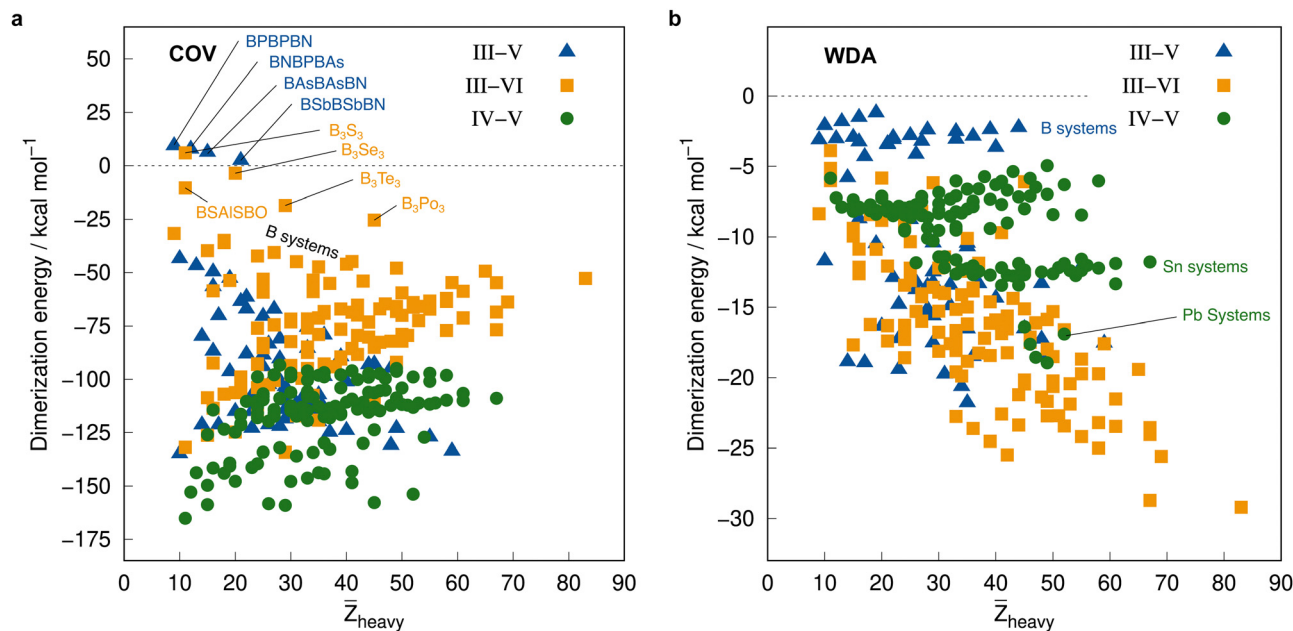 a
COV
BPBPBN
BNBPBAs
BAsBAsBN
BSbBSbBN
B₃S₃
B₃Se₃
B₃Te₃
B₃Po₃
BSAlSBO
B systems
III–V
III–VI
IV–V
Dimerization energy / kcal mol⁻¹
50
25
0
−25
−50
−75
−100
−125
−150
−175
0 10 20 30 40 50 60 70 80 90
Z̅heavy
b
WDA
III–V
III–VI
IV–V
B systems
Sn systems
Pb Systems
Dimerization energy / kcal mol⁻¹
0
−5
−10
−15
−20
−25
−30
0 10 20 30 40 50 60 70 80 90
Z̅heavy